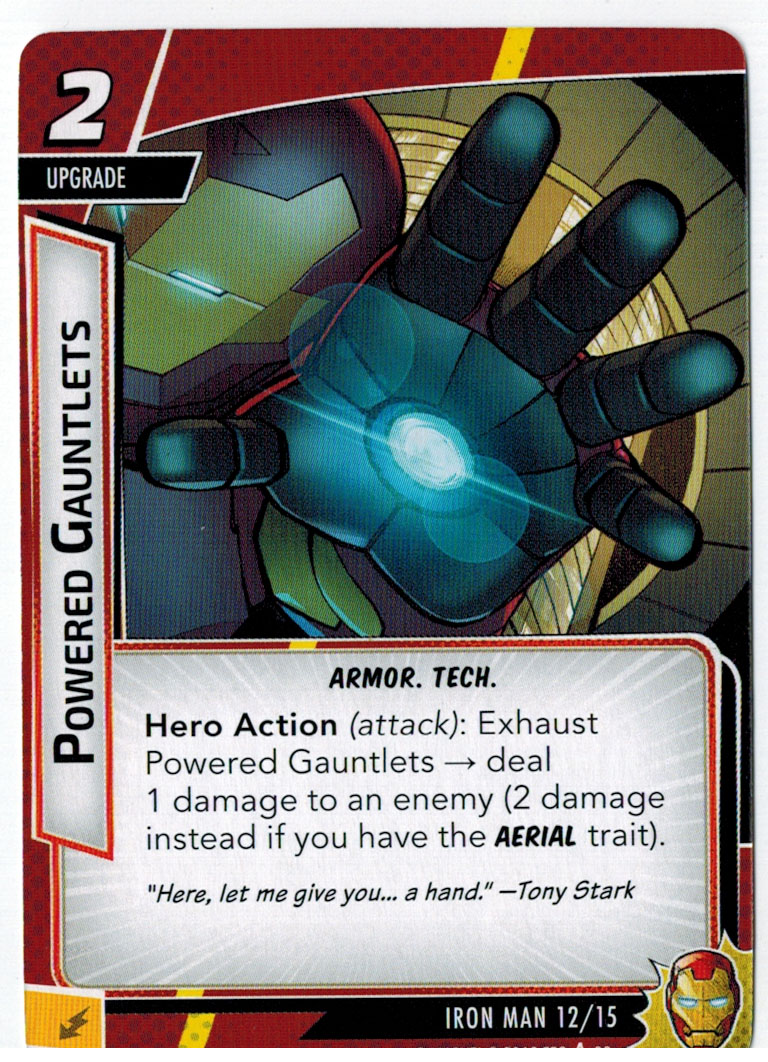 2
UPGRADE
POWERED GAUNTLETS
ARMOR. TECH.
Hero Action (attack): Exhaust
Powered Gauntlets → deal
1 damage to an enemy (2 damage
instead if you have the AERIAL trait).
"Here, let me give you... a hand." —Tony Stark
IRON MAN 12/15